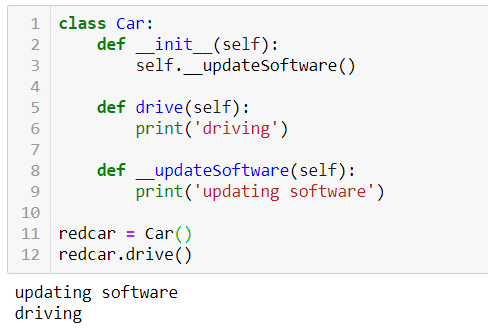 1 class Car:
2     def __init__(self):
3         self.__updateSoftware()
4
5     def drive(self):
6         print('driving')
7
8     def __updateSoftware(self):
9         print('updating software')
10
11 redcar = Car()
12 redcar.drive()
updating software
driving